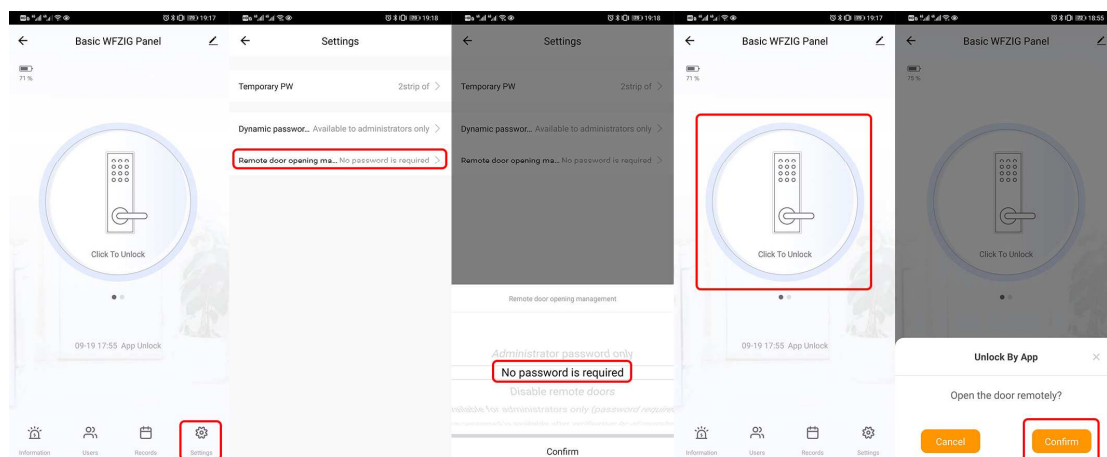 19:17
Basic WFZIG Panel
71 %
Click To Unlock
09-19 17:55 App Unlock
Information
Users
Records
Settings
19:18
Settings
Temporary PW
2strip of >
Dynamic passwor... Available to administrators only >
Remote door opening ma... No password is required >
19:18
Settings
Temporary PW
2strip of >
Dynamic passwor... Available to administrators only >
Remote door opening ma... No password is required >
Remote door opening management
Administrator password only
No password is required
Disable remote doors
administrators only (password
Confirm
19:17
Basic WFZIG Panel
71 %
Click To Unlock
09-19 17:55 App Unlock
Information
Users
Records
Settings
18:55
Basic WFZIG Panel
75 %
Click To Unlock
Unlock By App
Open the door remotely?
Cancel
Confirm